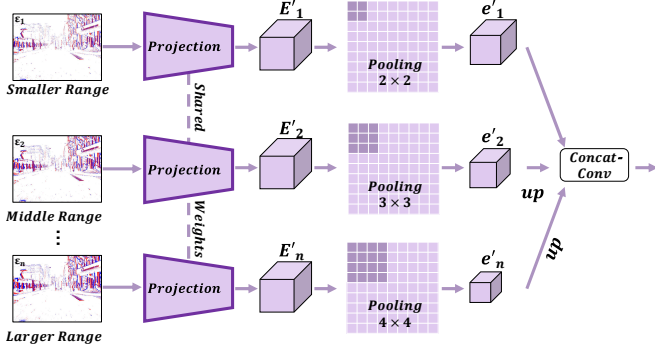 ε₁
Smaller Range
Projection
E'₁
Pooling
2 × 2
e'₁
Shared
ε₂
Middle Range
Projection
E'₂
Pooling
3 × 3
e'₂
up
Concat-
Conv
...
Weights
εₙ
Larger Range
Projection
E'ₙ
Pooling
4 × 4
e'ₙ
up